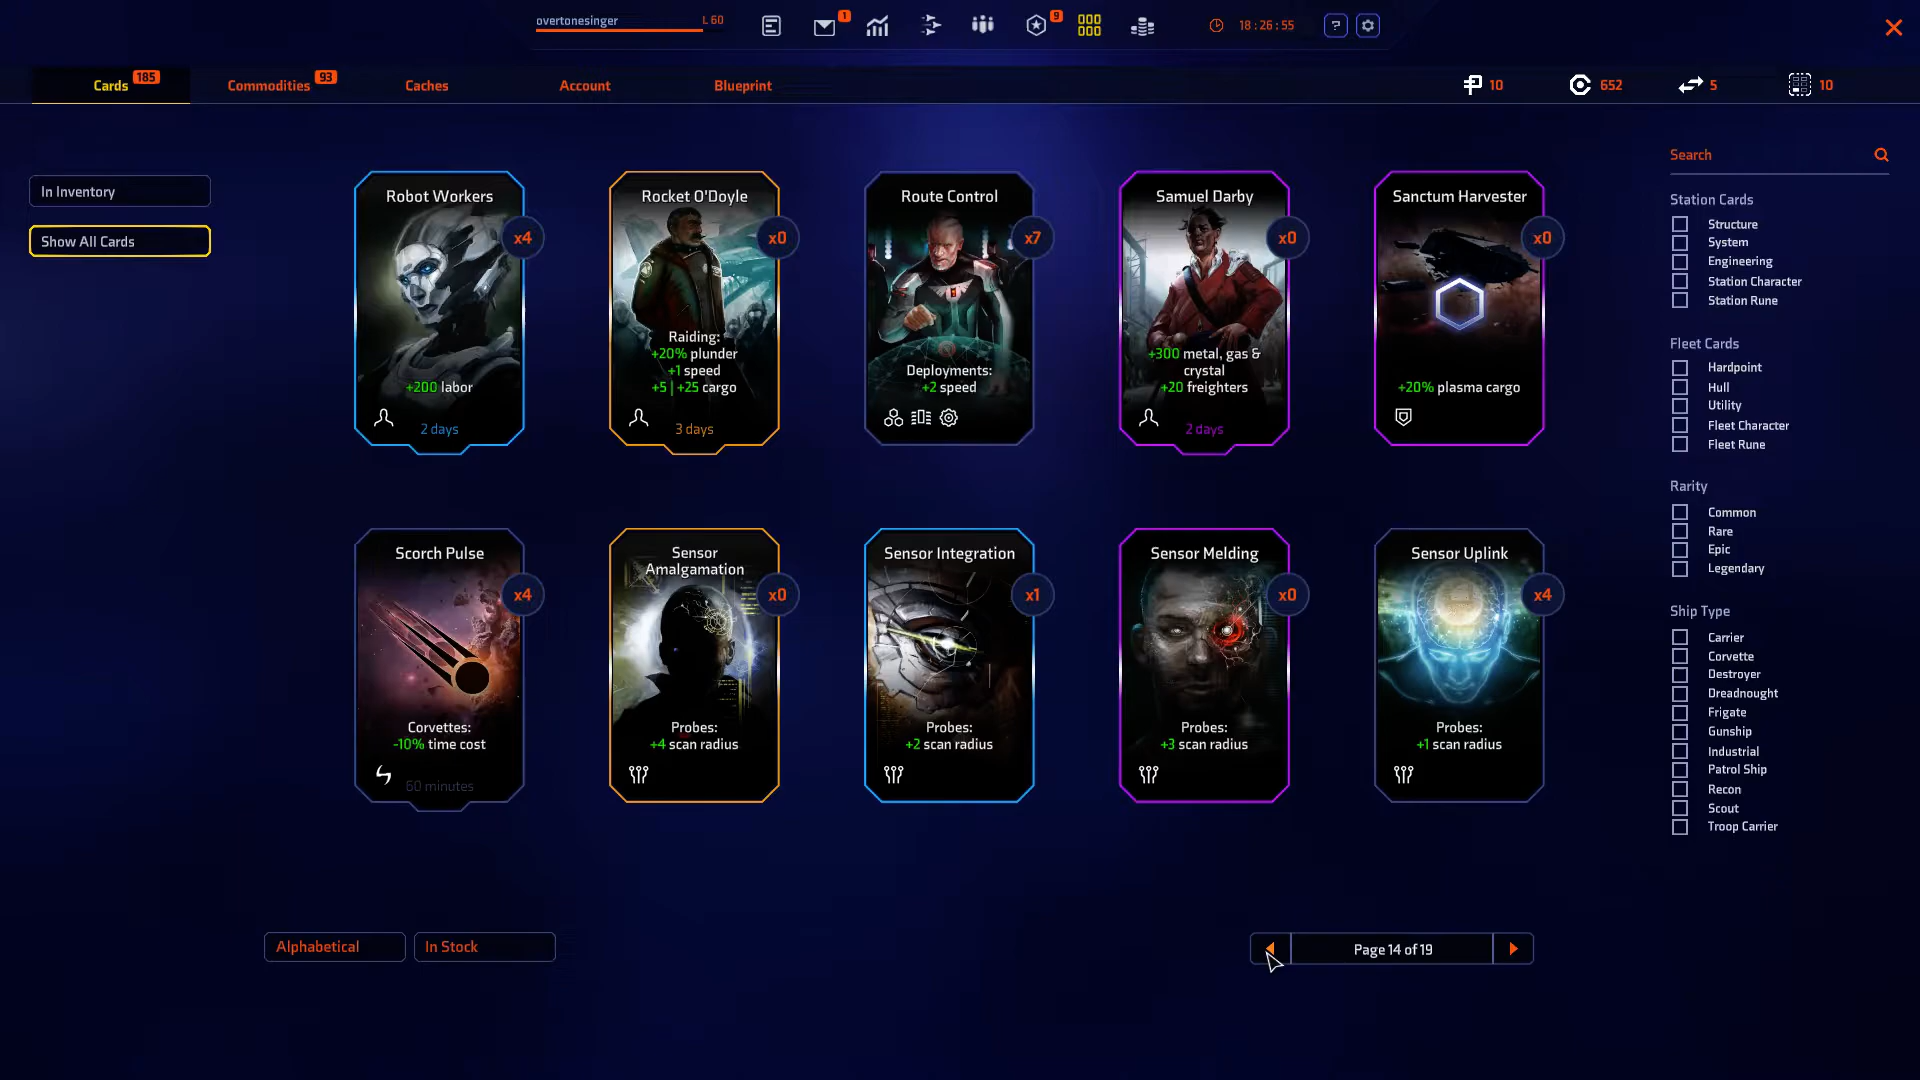 overtonesinger
L 60
1
9
18 : 26 : 55
?
Cards
185
Commodities
93
Caches
Account
Blueprint
10
652
5
10
In Inventory
Show All Cards
Robot Workers
x4
+200 labor
2 days
Rocket O'Doyle
x0
Raiding:
+20% plunder
+1 speed
+5 | +25 cargo
3 days
Route Control
x7
Deployments:
+2 speed
Samuel Darby
x0
+300 metal, gas &
crystal
+20 freighters
2 days
Sanctum Harvester
x0
+20% plasma cargo
Scorch Pulse
x4
Corvettes:
-10% time cost
60 minutes
Sensor
Amalgamation
x0
Probes:
+4 scan radius
Sensor Integration
x1
Probes:
+2 scan radius
Sensor Melding
x0
Probes:
+3 scan radius
Sensor Uplink
x4
Probes:
+1 scan radius
Search
Station Cards
Structure
System
Engineering
Station Character
Station Rune
Fleet Cards
Hardpoint
Hull
Utility
Fleet Character
Fleet Rune
Rarity
Common
Rare
Epic
Legendary
Ship Type
Carrier
Corvette
Destroyer
Dreadnought
Frigate
Gunship
Industrial
Patrol Ship
Recon
Scout
Troop Carrier
Alphabetical
In Stock
Page 14 of 19